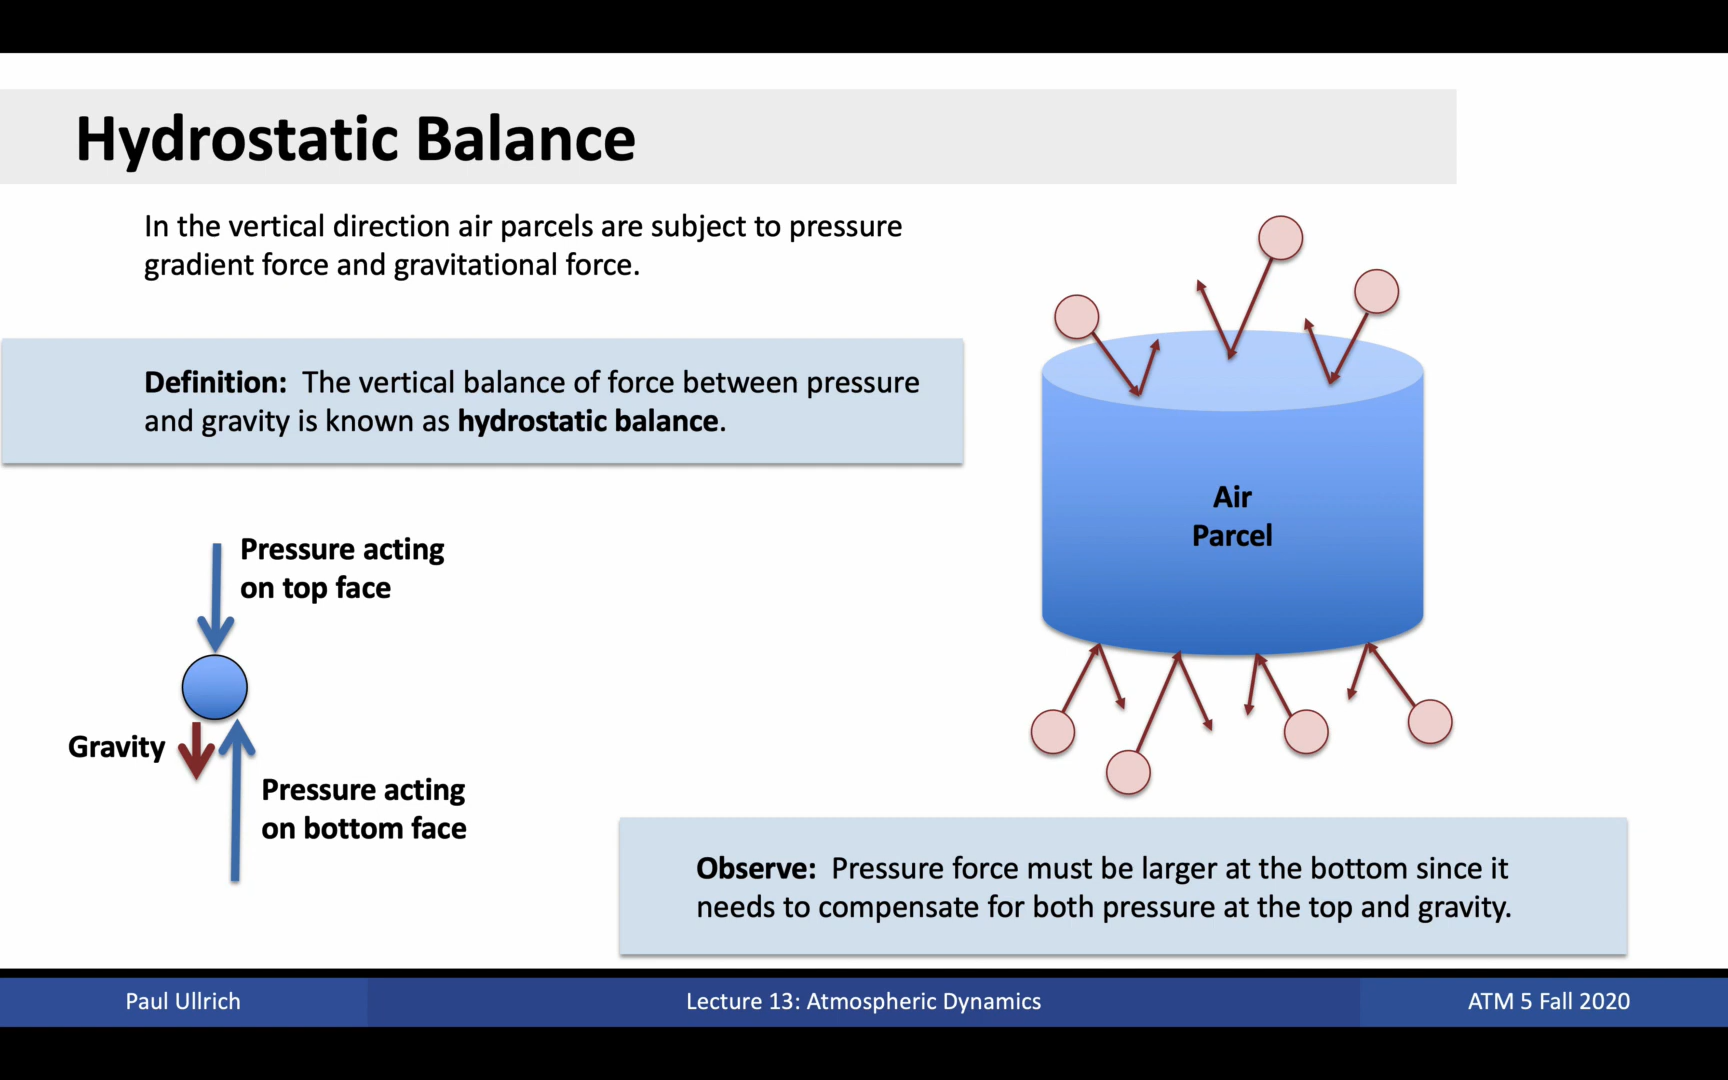 Hydrostatic Balance
In the vertical direction air parcels are subject to pressure
gradient force and gravitational force.
Definition: The vertical balance of force between pressure
and gravity is known as hydrostatic balance.
Pressure acting
on top face
Gravity
Pressure acting
on bottom face
Air
Parcel
Observe: Pressure force must be larger at the bottom since it
needs to compensate for both pressure at the top and gravity.
Paul Ullrich
Lecture 13: Atmospheric Dynamics
ATM 5 Fall 2020